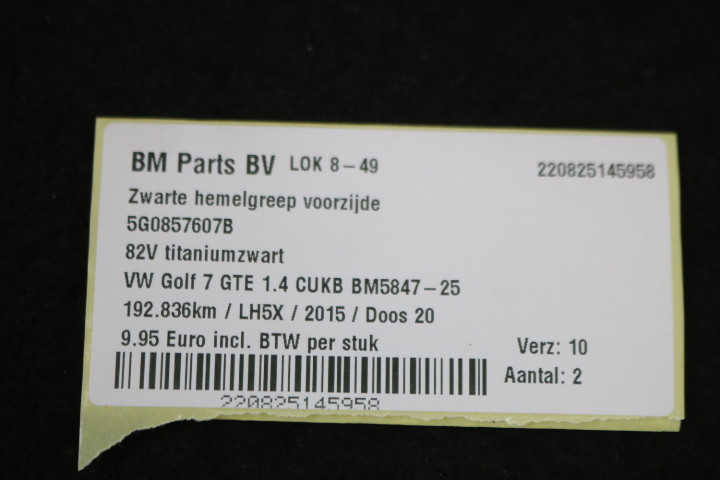 BM Parts BV LOK 8-49 220825145958
Zwarte hemelgreep voorzijde
5G0857607B
82V titaniumzwart
VW Golf 7 GTE 1.4 CUKB BM5847-25
192.836km / LH5X / 2015 / Doos 20
9.95 Euro incl. BTW per stuk Verz: 10
Aantal: 2
220825145958